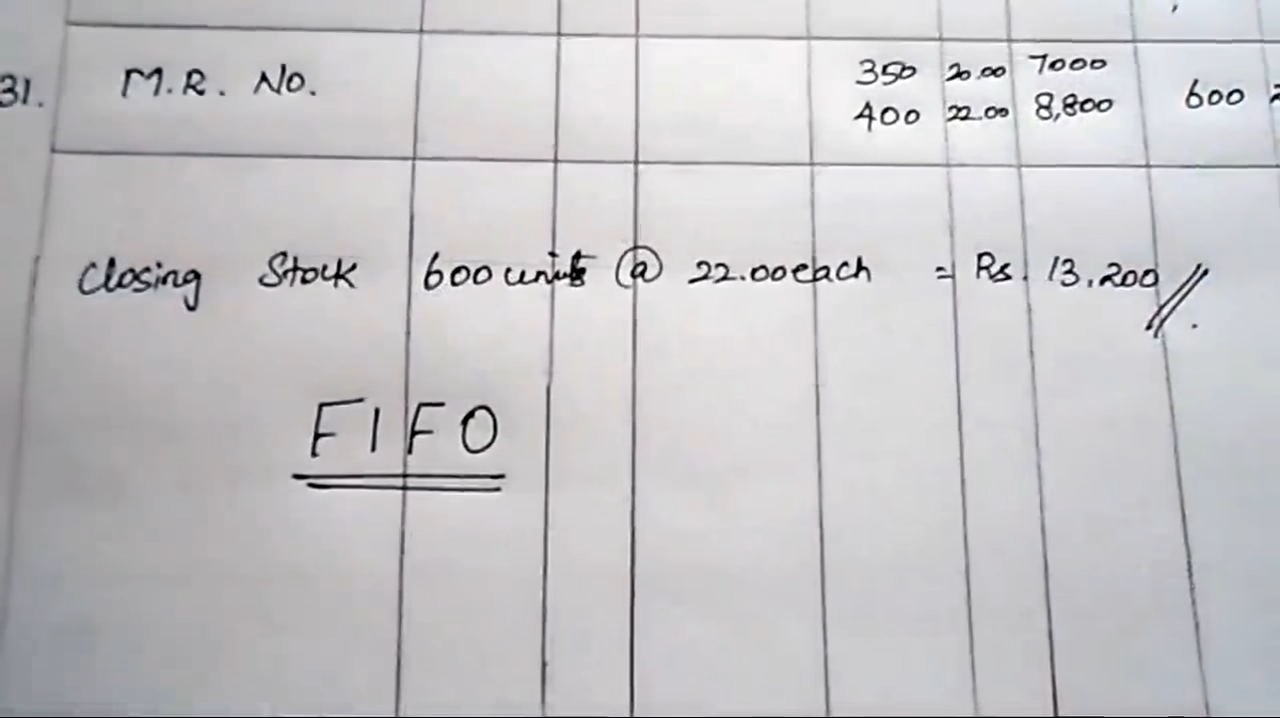 31. M.R. No. 350 20.00 7000 600
400 22.00 8,800
Closing Stock 600 units @ 22.00 each = Rs. 13,200
FIFO